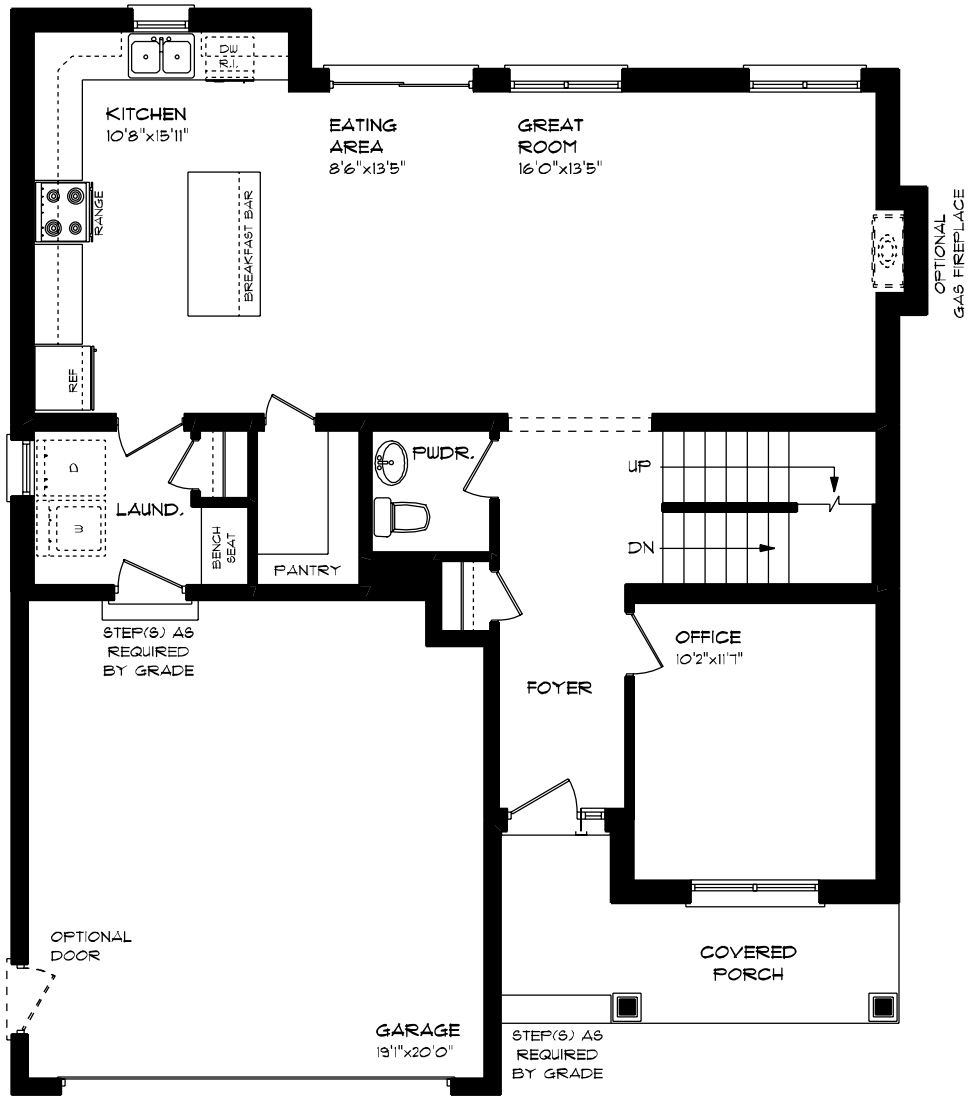 DW
R.I.
KITCHEN
10'8"x15'11"
EATING
AREA
8'6"x13'5"
GREAT
ROOM
16'0"x13'5"
RANGE
BREAKFAST BAR
OPTIONAL
GAS FIREPLACE
REF
D
LAUND.
W
BENCH
SEAT
PANTRY
PWDR.
UP
DN
STEP(S) AS
REQUIRED
BY GRADE
OFFICE
10'2"x11'7"
FOYER
OPTIONAL
DOOR
COVERED
PORCH
GARAGE
19'1"x20'0"
STEP(S) AS
REQUIRED
BY GRADE